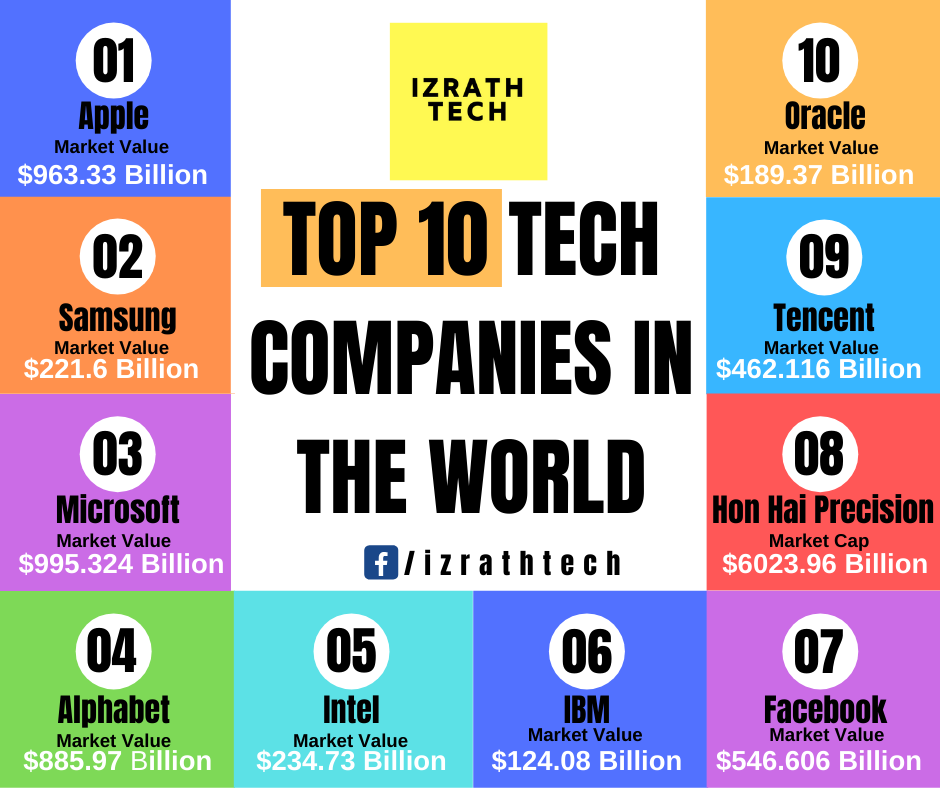 IZRATH
TECH
TOP 10 TECH
COMPANIES IN
THE WORLD
f/izrathtech
01
Apple
Market Value
$963.33 Billion
02
Samsung
Market Value
$221.6 Billion
03
Microsoft
Market Value
$995.324 Billion
04
Alphabet
Market Value
$885.97 Billion
05
Intel
Market Value
$234.73 Billion
06
IBM
Market Value
$124.08 Billion
07
Facebook
Market Value
$546.606 Billion
08
Hon Hai Precision
Market Cap
$6023.96 Billion
09
Tencent
Market Value
$462.116 Billion
10
Oracle
Market Value
$189.37 Billion